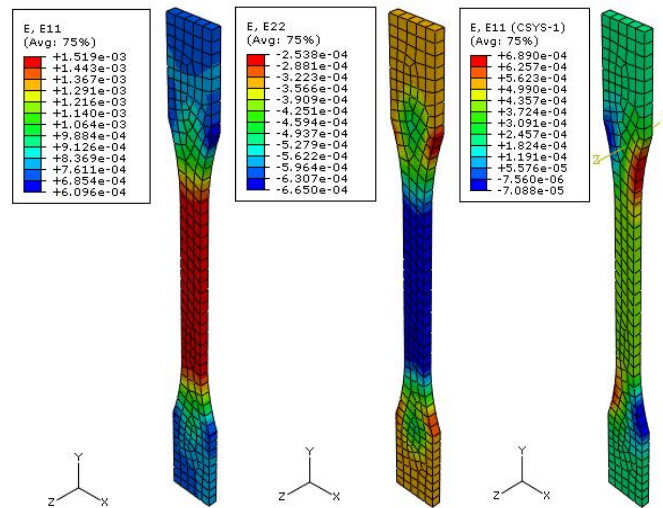 E, E11
(Avg: 75%)
+1.519e-03
+1.443e-03
+1.367e-03
+1.291e-03
+1.216e-03
+1.140e-03
+1.064e-03
+9.884e-04
+9.126e-04
+8.369e-04
+7.611e-04
+6.854e-04
+6.096e-04
Y
Z
X
E, E22
(Avg: 75%)
-2.538e-04
-2.881e-04
-3.223e-04
-3.566e-04
-3.909e-04
-4.251e-04
-4.594e-04
-4.937e-04
-5.279e-04
-5.622e-04
-5.964e-04
-6.307e-04
-6.650e-04
Y
Z
X
E, E11 (CSYS-1)
(Avg: 75%)
+6.890e-04
+6.257e-04
+5.623e-04
+4.990e-04
+4.357e-04
+3.724e-04
+3.091e-04
+2.457e-04
+1.824e-04
+1.191e-04
+5.576e-05
-7.560e-06
-7.088e-05
Z
Y
Z
X